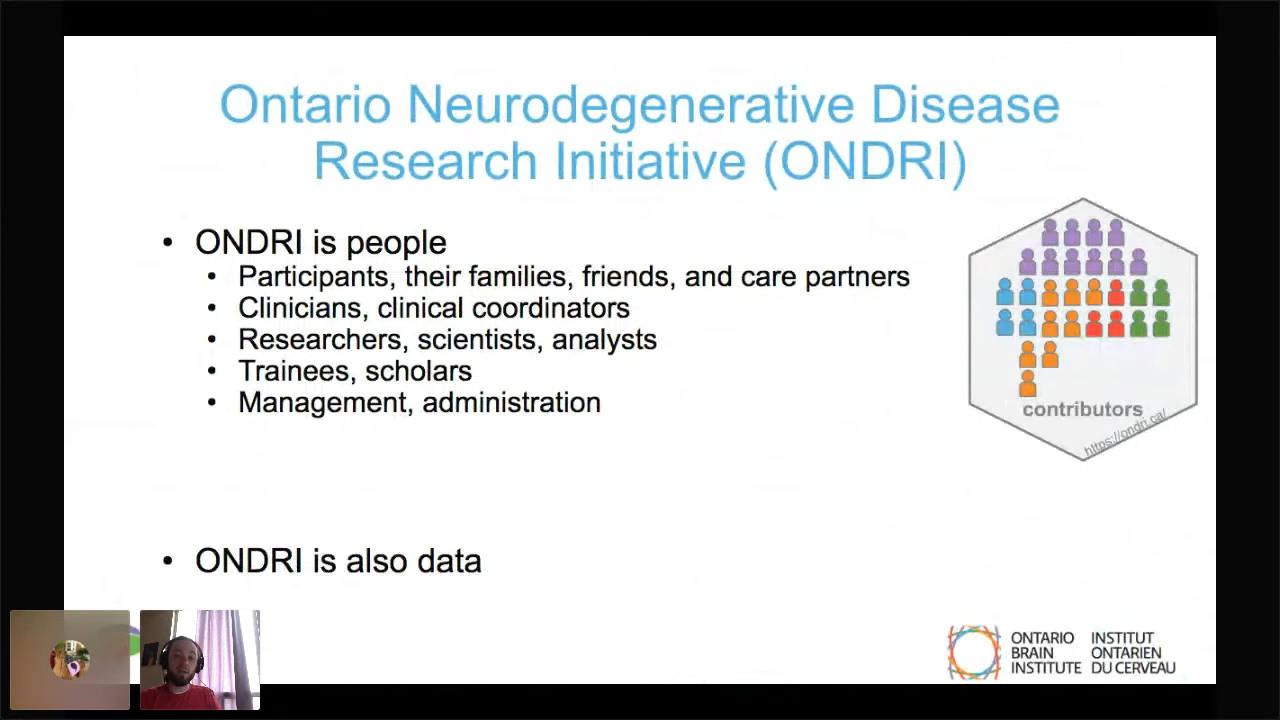 Ontario Neurodegenerative Disease
Research Initiative (ONDRI)
• ONDRI is people
• Participants, their families, friends, and care partners
• Clinicians, clinical coordinators
• Researchers, scientists, analysts
• Trainees, scholars
• Management, administration
contributors
https://ondri.ca/
• ONDRI is also data
ONTARIO
BRAIN
INSTITUTE
INSTITUT
ONTARIEN
DU CERVEAU